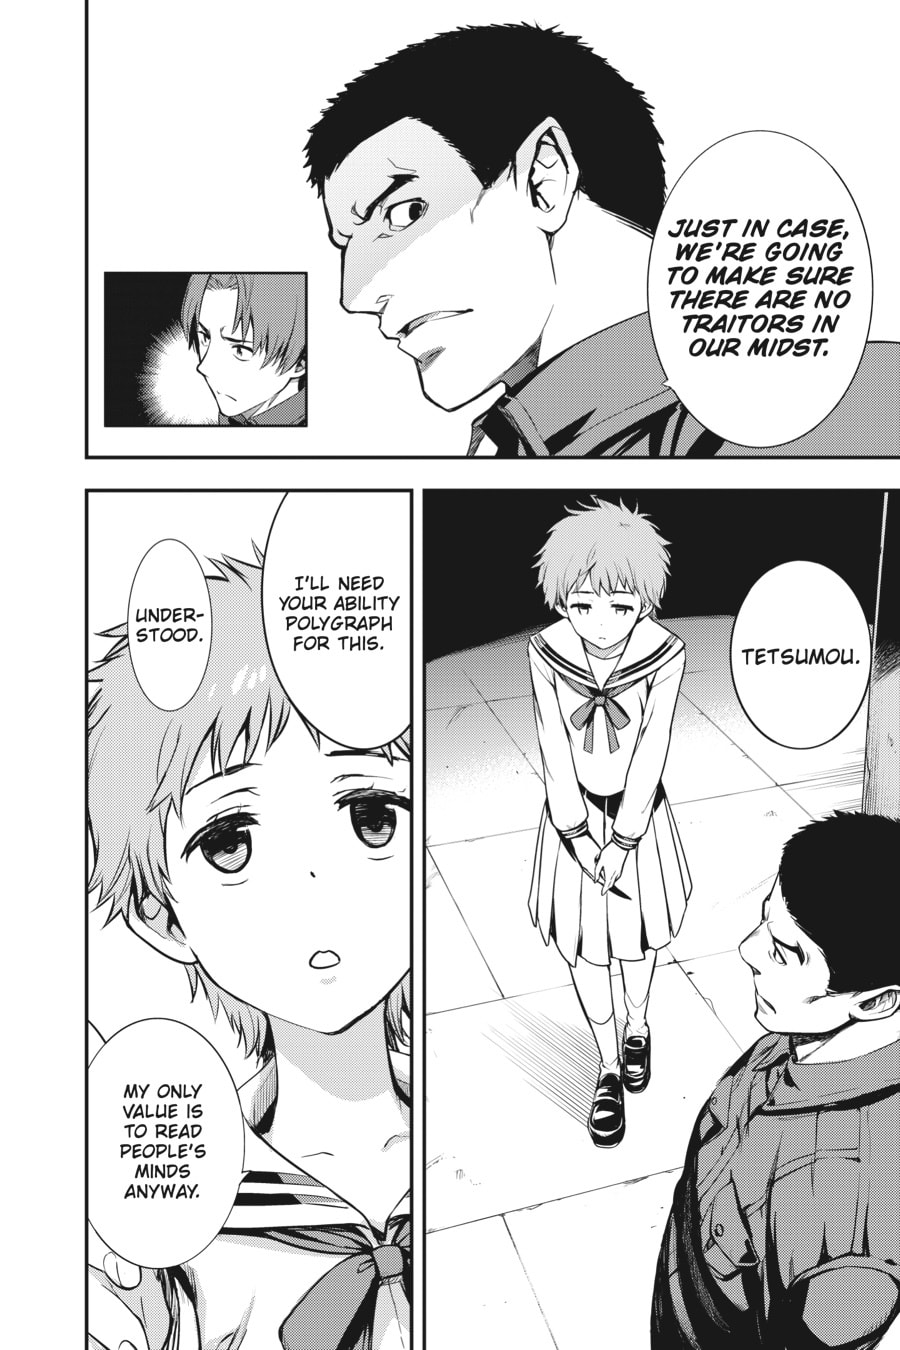 JUST IN CASE,
WE'RE GOING
TO MAKE SURE
THERE ARE NO
TRAITORS IN
OUR MIDST.
TETSUMOU.
I'LL NEED
YOUR ABILITY
POLYGRAPH
FOR THIS.
UNDER-
STOOD.
MY ONLY
VALUE IS
TO READ
PEOPLE'S
MINDS
ANYWAY.